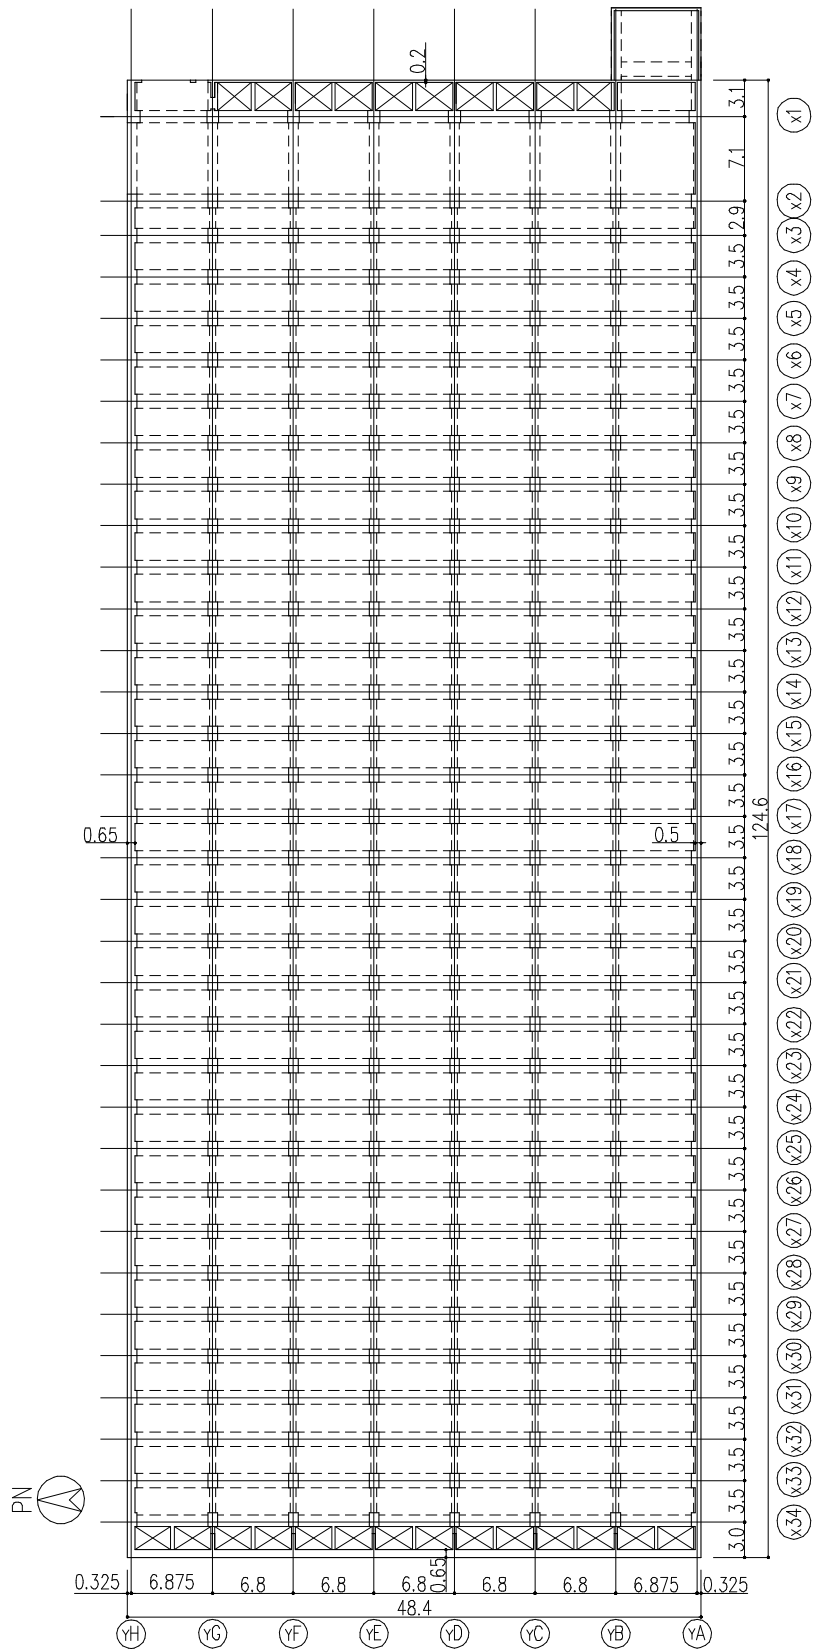 0.2
3.1
x1
7.1
x2
2.9
x3
3.5
x4
3.5
x5
3.5
x6
3.5
x7
3.5
x8
3.5
x9
3.5
x10
3.5
x11
3.5
x12
3.5
x13
3.5
x14
3.5
x15
3.5
x16
3.5
x17
124.6
0.65
0.5
3.5
x18
3.5
x19
3.5
x20
3.5
x21
3.5
x22
3.5
x23
3.5
x24
3.5
x25
3.5
x26
3.5
x27
3.5
x28
3.5
x29
3.5
x30
3.5
x31
3.5
x32
3.5
x33
PN
3.5
x34
3.0
0.65
0.325 6.875 6.8 6.8 6.8 6.8 6.8 6.875 0.325
48.4
YH YG YF YE YD YC YB YA